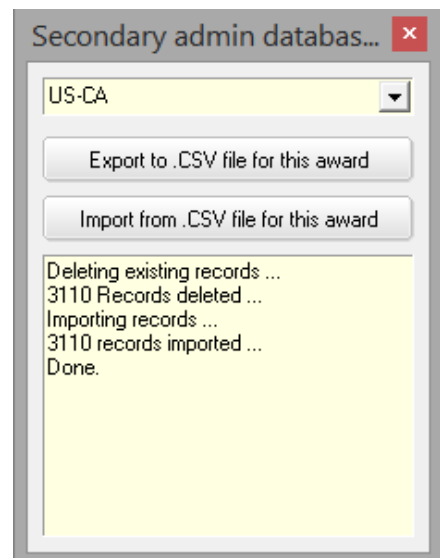 Secondary admin databas...
US-CA
Export to .CSV file for this award
Import from .CSV file for this award
Deleting existing records ...
3110 Records deleted ...
Importing records ...
3110 records imported ...
Done.